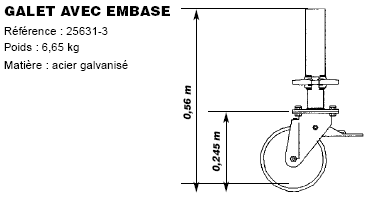 GALET AVEC EMBASE
Référence : 25631-3
Poids : 6,65 kg
Matière : acier galvanisé
0,56 m
0,245 m